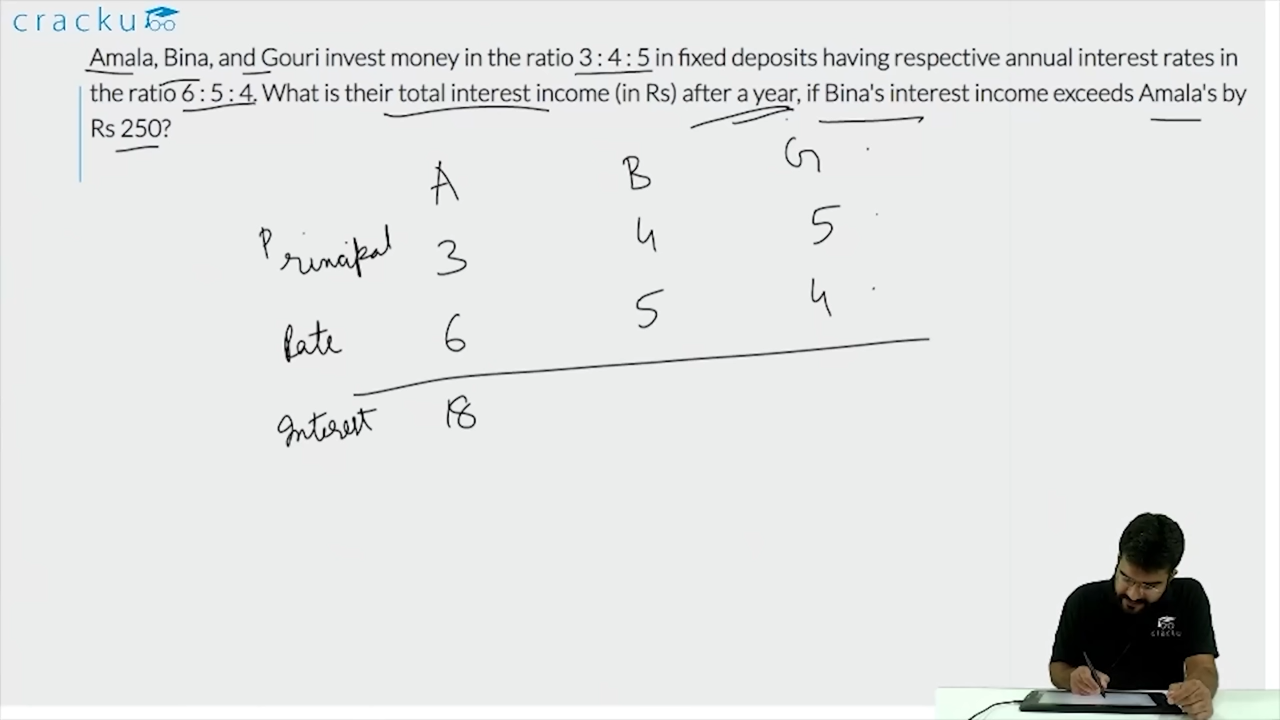 cracku
Amala, Bina, and Gouri invest money in the ratio 3 : 4 : 5 in fixed deposits having respective annual interest rates in
the ratio 6 : 5 : 4. What is their total interest income (in Rs) after a year, if Bina's interest income exceeds Amala's by
Rs 250?
A B G
Principal 3 4 5
Rate 6 5 4
Interest 18
cracku